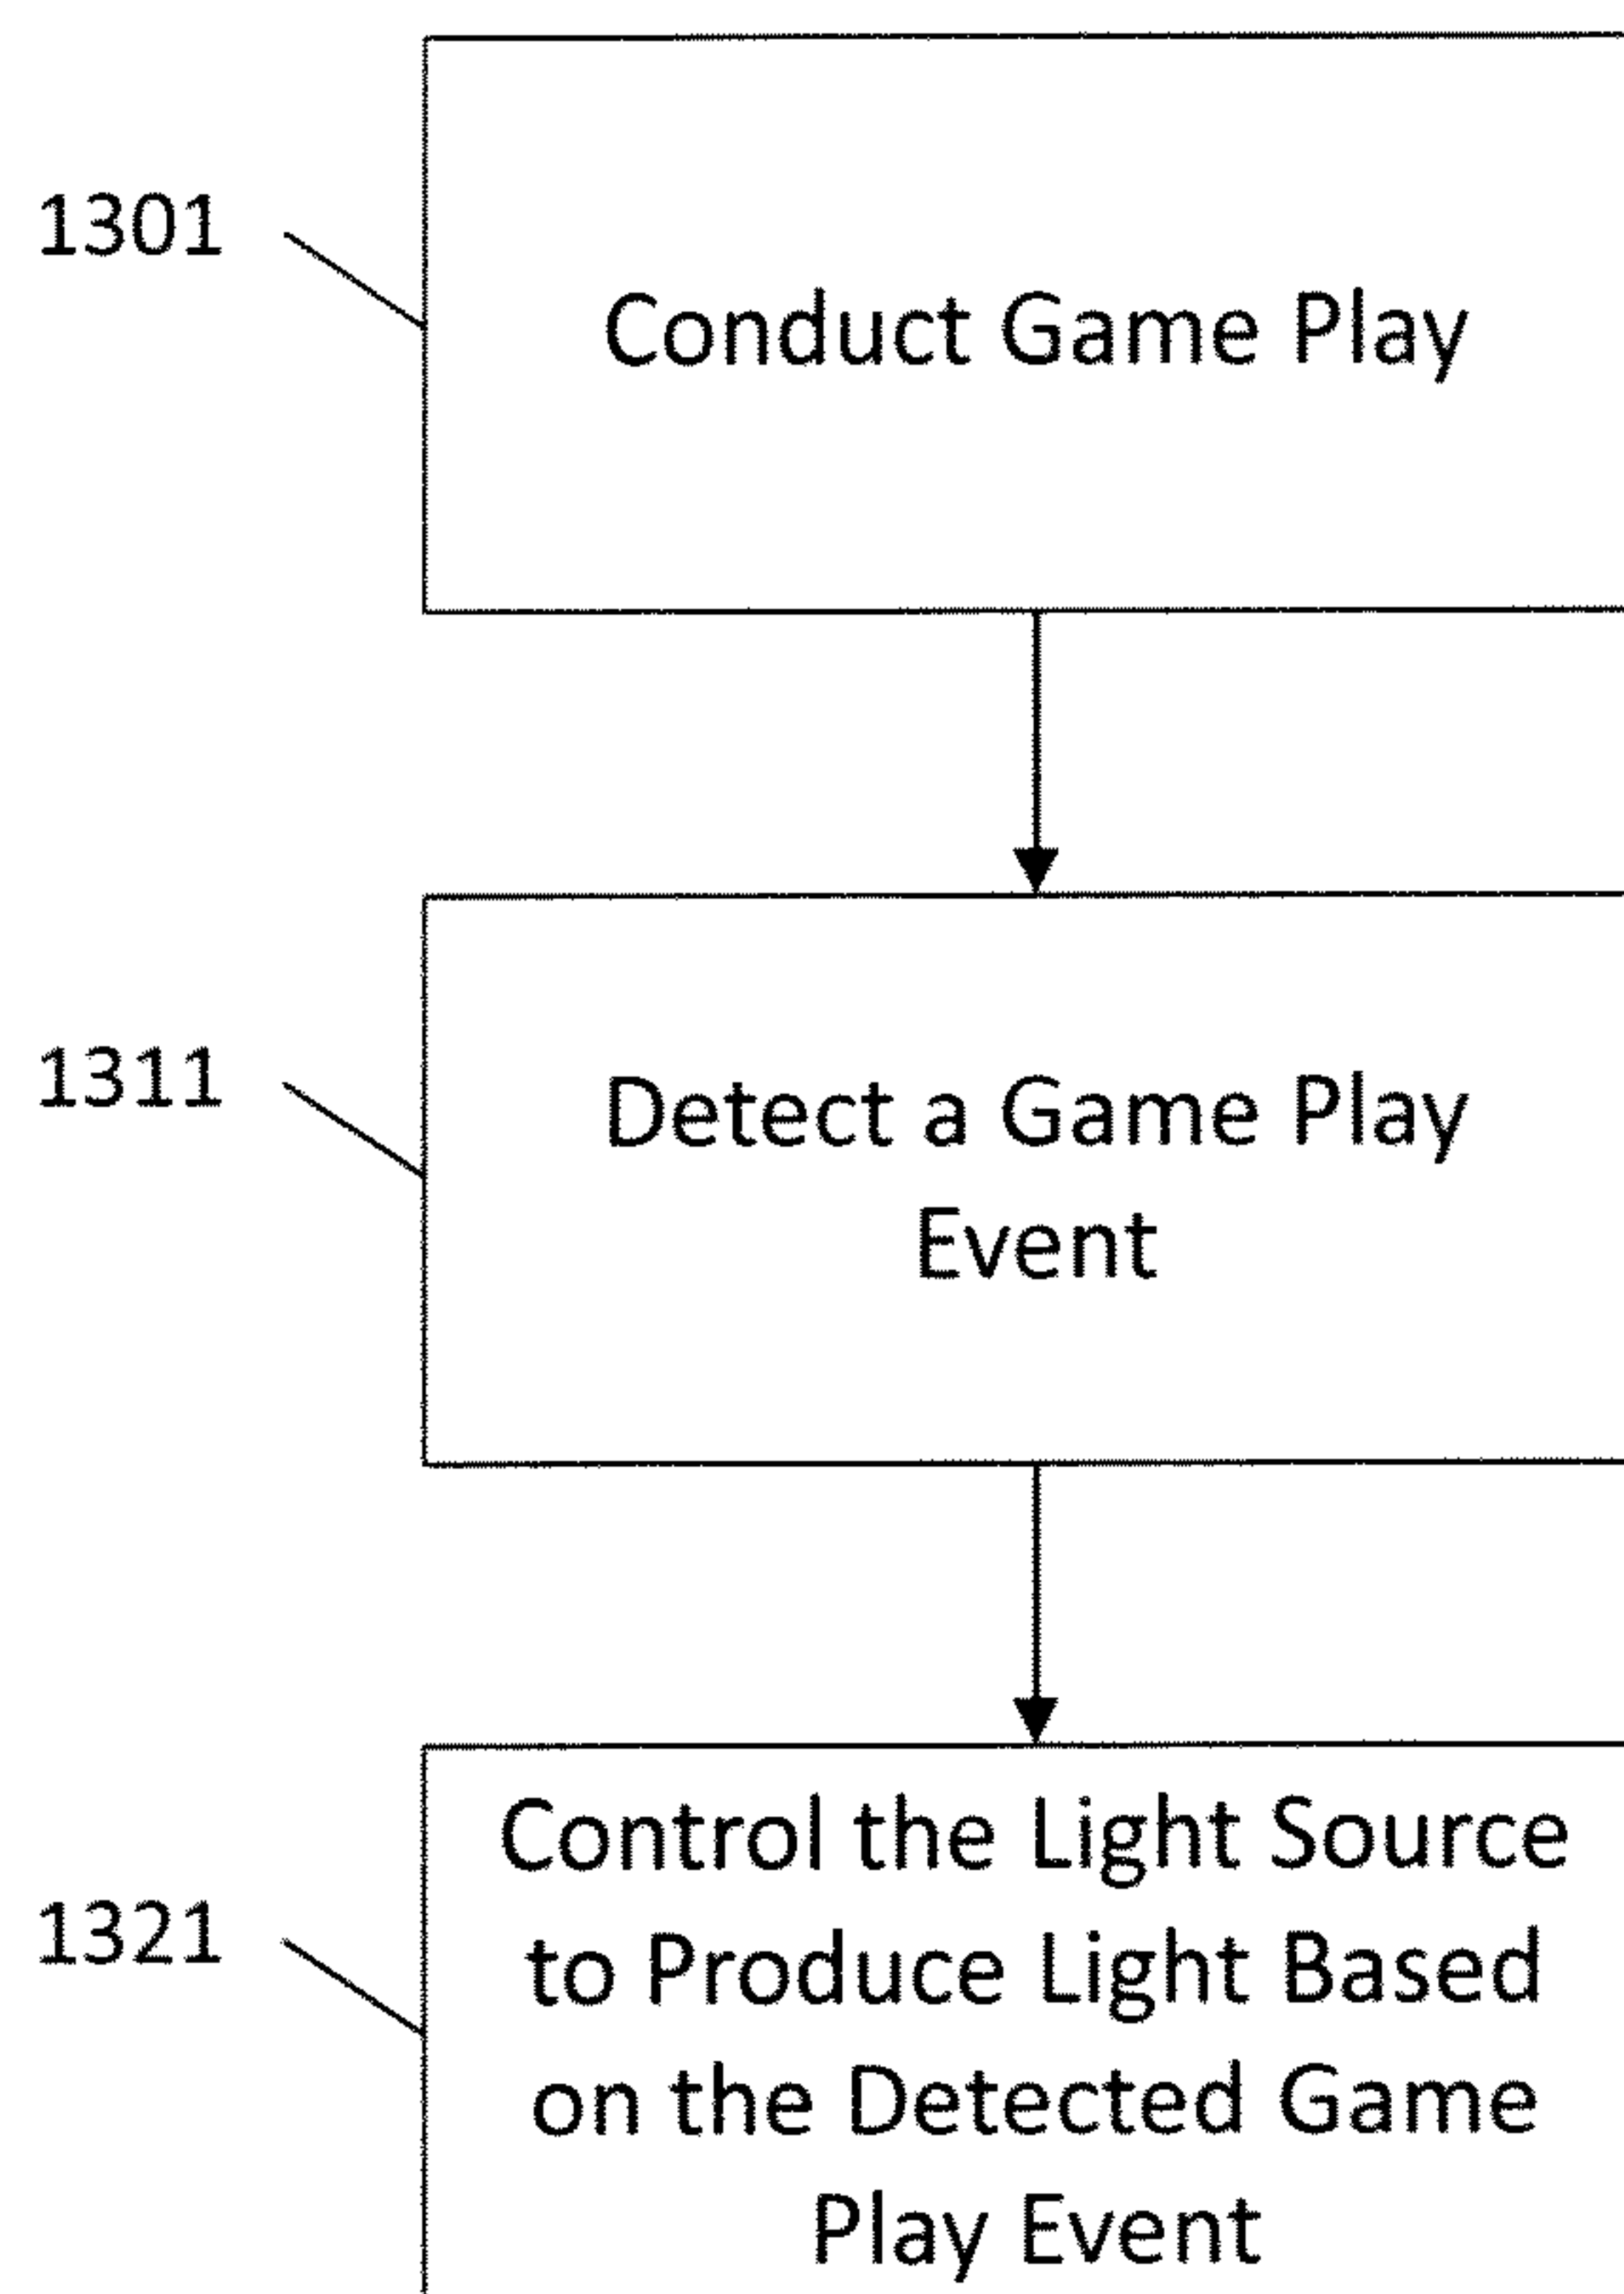 1301
Conduct Game Play
1311
Detect a Game Play
Event
1321
Control the Light Source
to Produce Light Based
on the Detected Game
Play Event